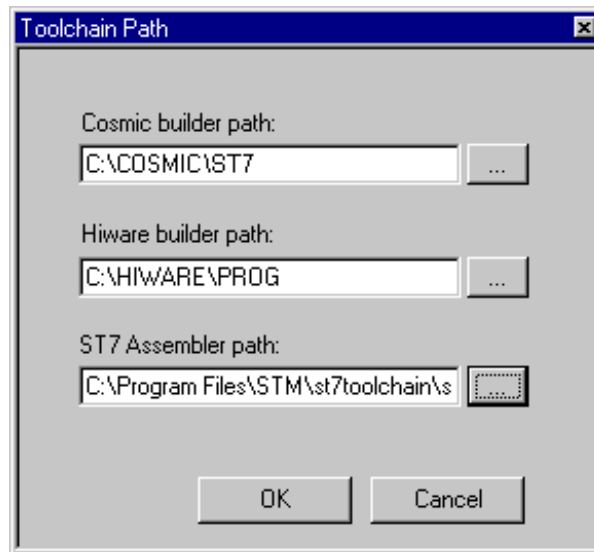 Toolchain Path
Cosmic builder path:
C:\COSMIC\ST7
...
Hiware builder path:
C:\HIWARE\PROG
...
ST7 Assembler path:
C:\Program Files\STM\st7toolchain\s
...
OK
Cancel